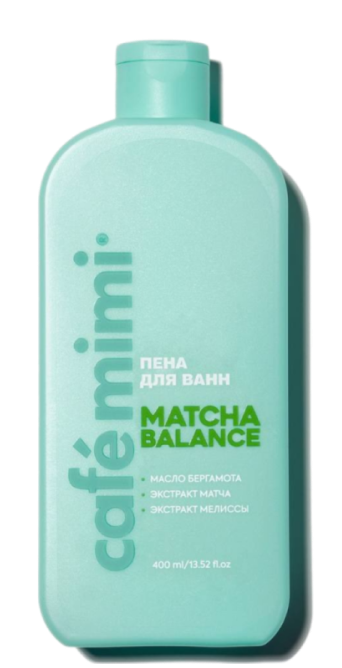 café mimi
ПЕНА
ДЛЯ ВАНН
MATCHA
BALANCE
• МАСЛО БЕРГАМОТА
• ЭКСТРАКТ МАТЧА
• ЭКСТРАКТ МЕЛИССЫ
400 ml/13.52 fl.oz